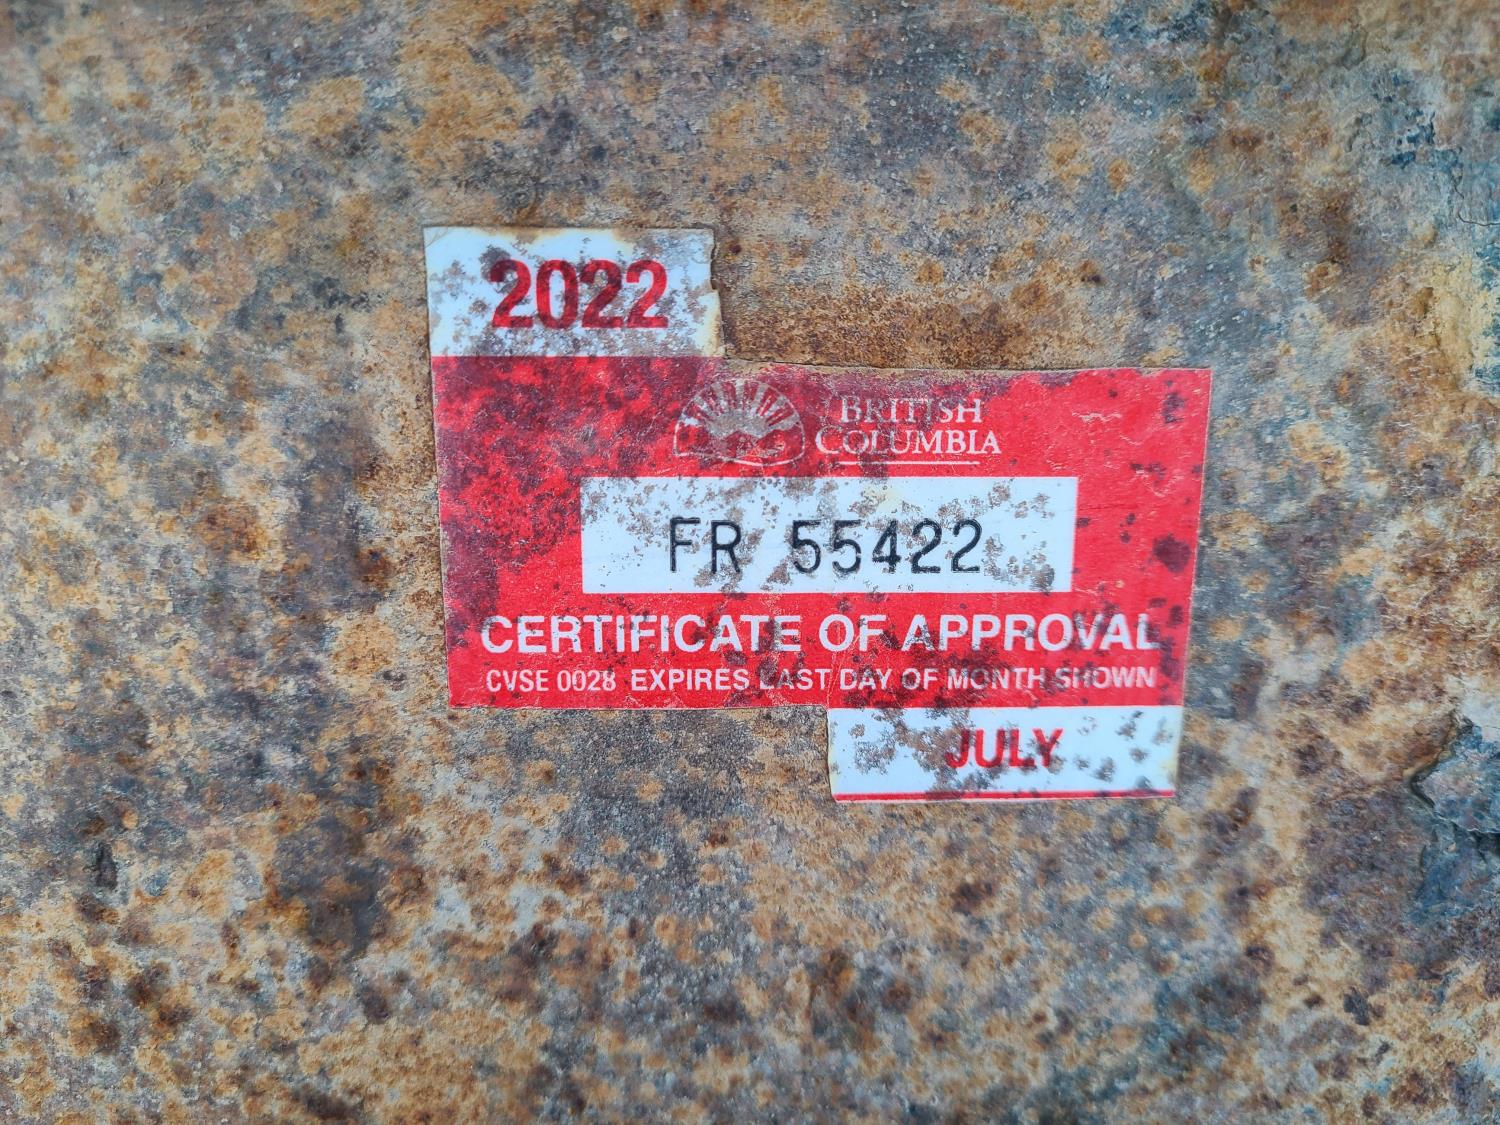 2022
BRITISH
COLUMBIA
FR 55422
CERTIFICATE OF APPROVAL
CVSE 0028 EXPIRES LAST DAY OF MONTH SHOWN
JULY